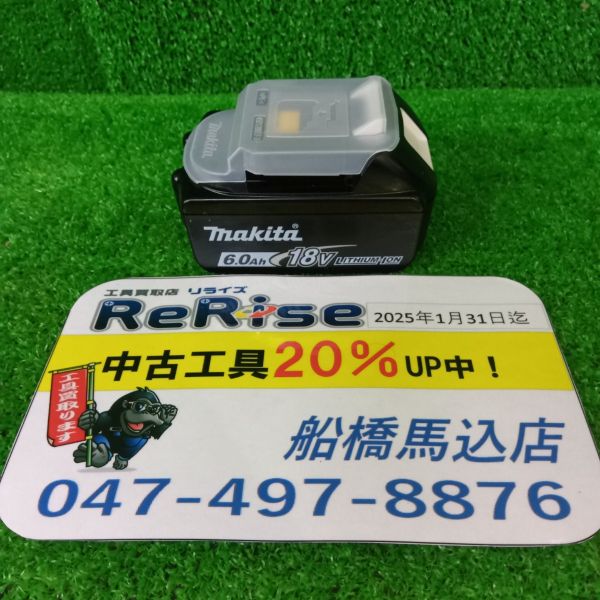 makita
makita®
6.0Ah 18V LITHIUM-ION
工具買取店 リライズ
ReRise 2025年1月31日迄
中古工具20%UP中！
工具買取ります
船橋馬込店
047-497-8876